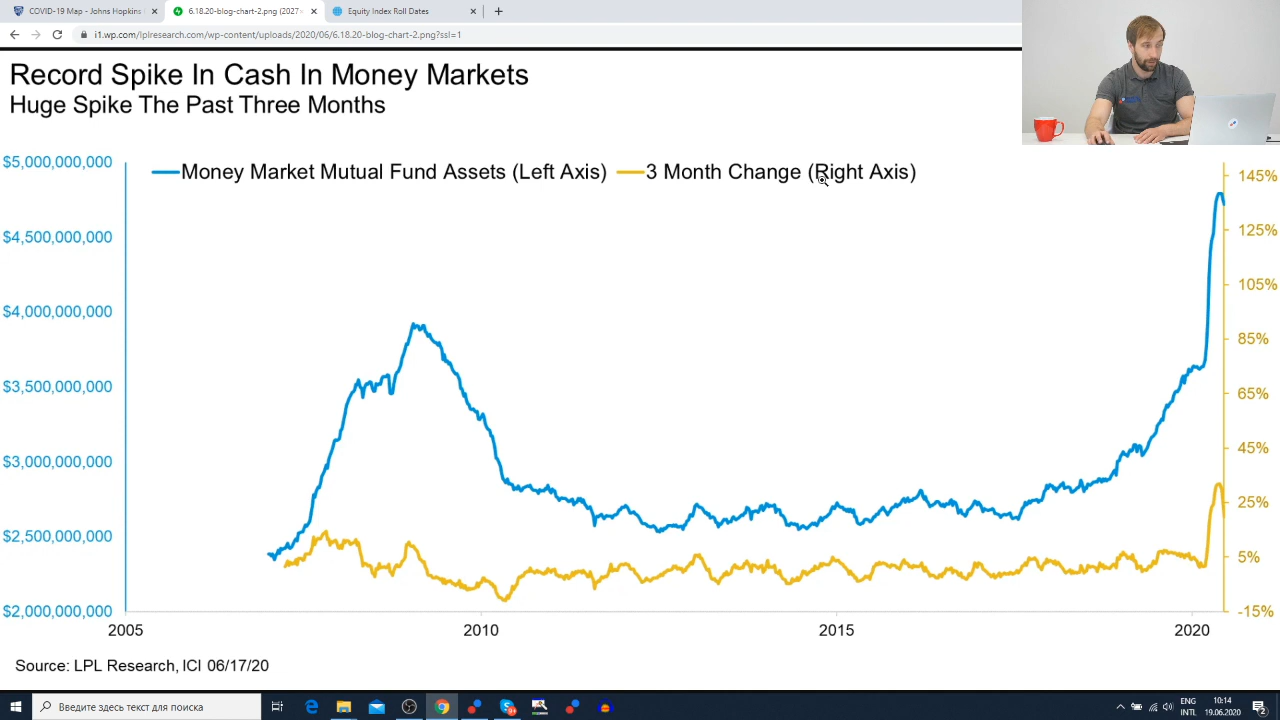 COVID-19 Map - Johns Hopkins
6.18.20-blog-chart-2.png (2027
Equity Index Roll Dates
i1.wp.com/lplresearch.com/wp-content/uploads/2020/06/6.18.20-blog-chart-2.png?ssl=1
Record Spike In Cash In Money Markets
Huge Spike The Past Three Months
Money Market Mutual Fund Assets (Left Axis)
3 Month Change (Right Axis)
$5,000,000,000
$4,500,000,000
$4,000,000,000
$3,500,000,000
$3,000,000,000
$2,500,000,000
$2,000,000,000
145%
125%
105%
85%
65%
45%
25%
5%
-15%
2005
2010
2015
2020
Source: LPL Research, ICI 06/17/20
Введите здесь текст для поиска
ENG
INTL
10:14
19.06.2020
2